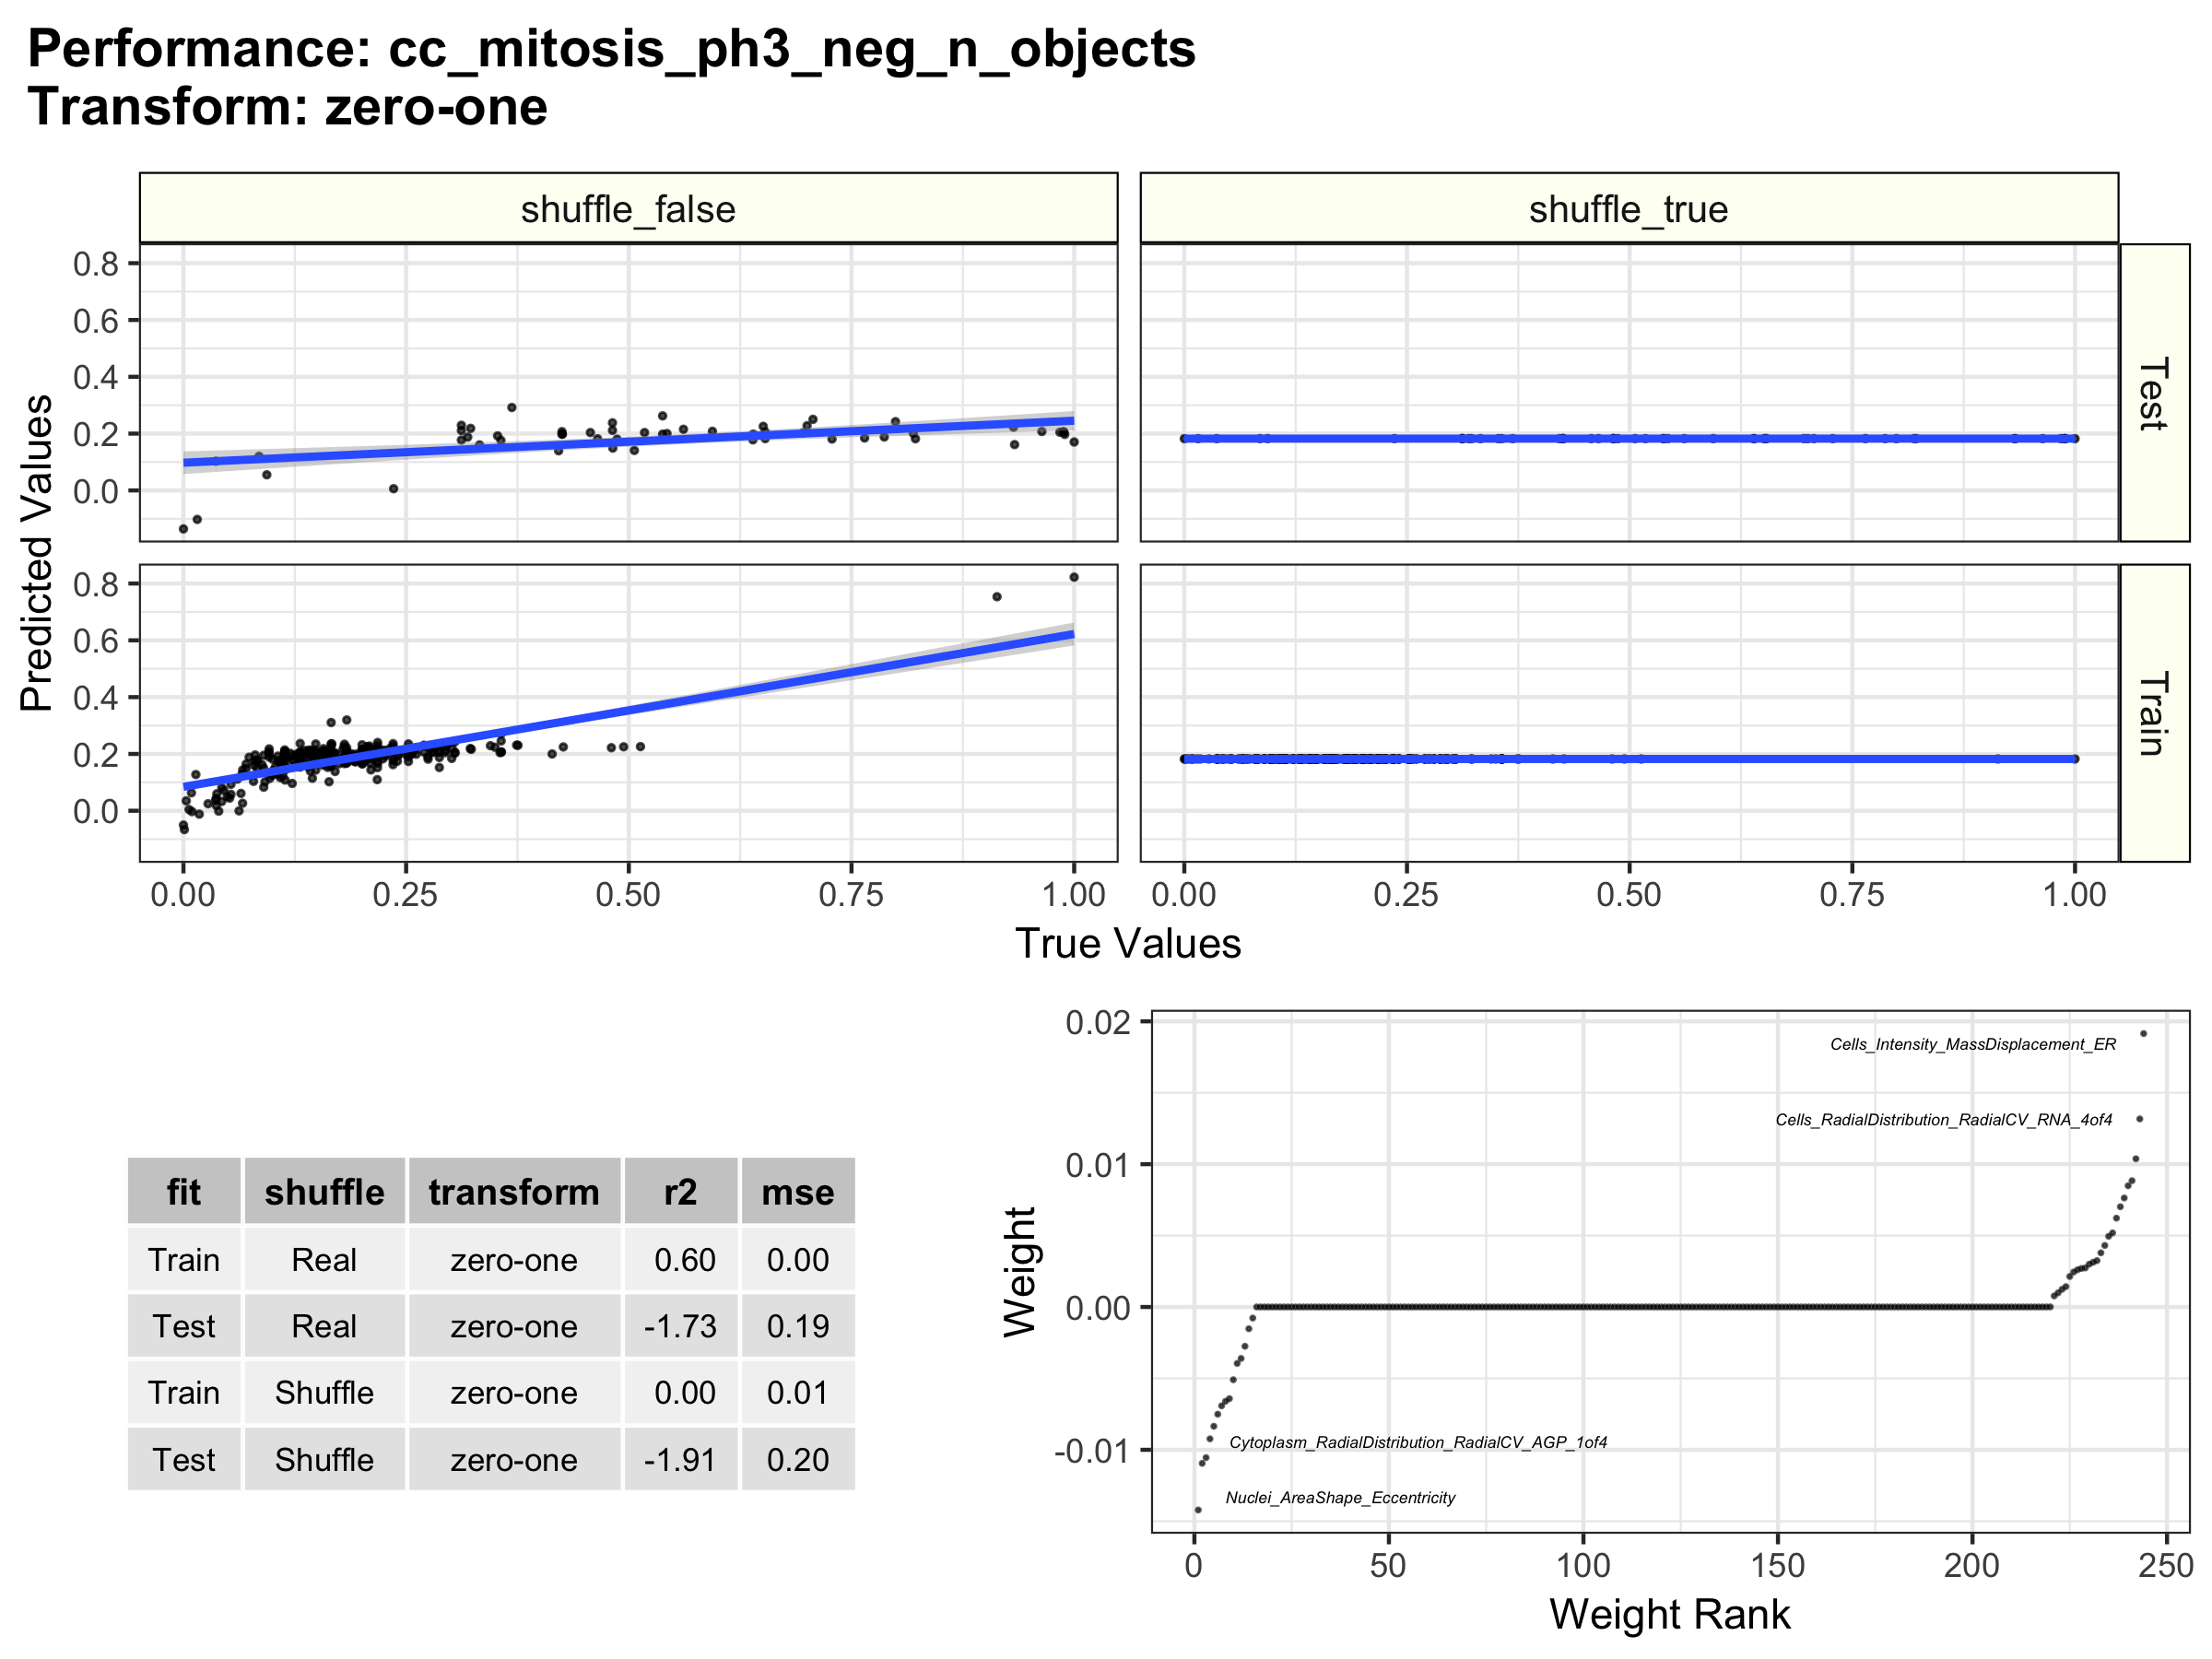 Performance: cc_mitosis_ph3_neg_n_objects
Transform: zero-one
shuffle_false
shuffle_true
0.8
0.6
0.4
0.2
0.0
Test
0.8
0.6
0.4
0.2
0.0
Train
Predicted Values
0.00 0.25 0.50 0.75 1.00
0.00 0.25 0.50 0.75 1.00
True Values
fit shuffle transform r2 mse
Train Real zero-one 0.60 0.00
Test Real zero-one -1.73 0.19
Train Shuffle zero-one 0.00 0.01
Test Shuffle zero-one -1.91 0.20
0.02
0.01
0.00
-0.01
Weight
Cells_Intensity_MassDisplacement_ER
Cells_RadialDistribution_RadialCV_RNA_4of4
Cytoplasm_RadialDistribution_RadialCV_AGP_1of4
Nuclei_AreaShape_Eccentricity
0 50 100 150 200 250
Weight Rank